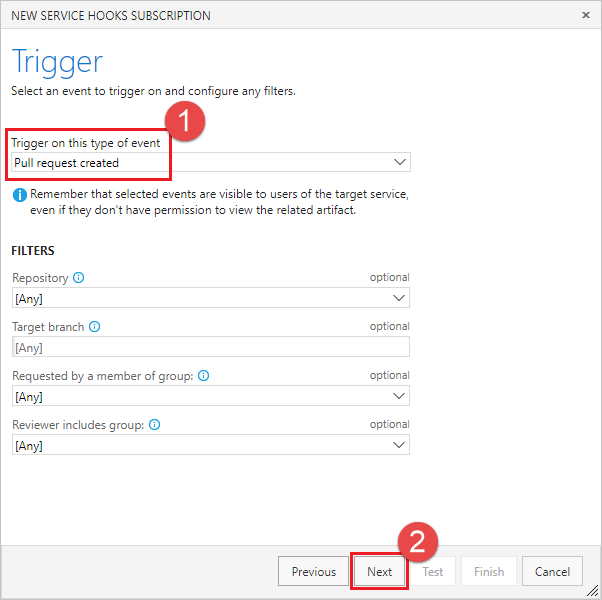 NEW SERVICE HOOKS SUBSCRIPTION
Trigger
Select an event to trigger on and configure any filters.
1
Trigger on this type of event
Pull request created
Remember that selected events are visible to users of the target service,
even if they don't have permission to view the related artifact.
FILTERS
Repository optional
[Any]
Target branch optional
[Any]
Requested by a member of group: optional
[Any]
Reviewer includes group: optional
[Any]
2
Previous Next Test Finish Cancel